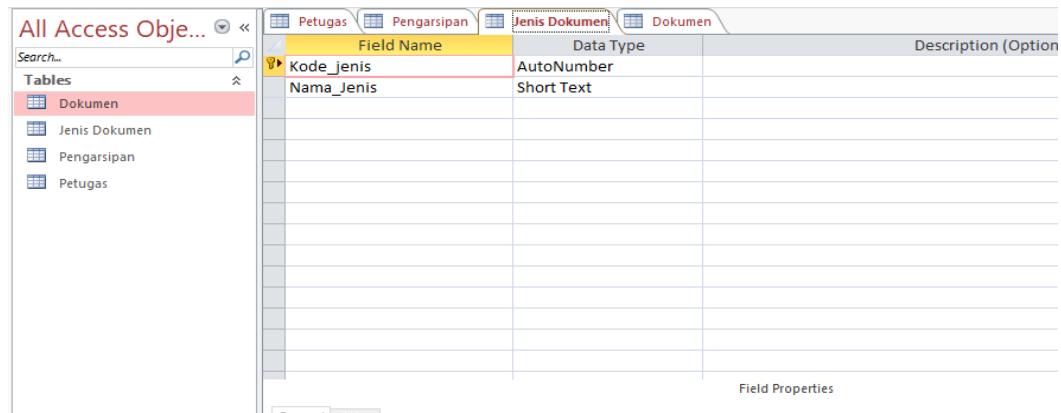 All Access Obje...
Search...
Tables
Dokumen
Jenis Dokumen
Pengarsipan
Petugas
Petugas Pengarsipan Jenis Dokumen Dokumen
Field Name Data Type Description (Option
Kode_jenis AutoNumber
Nama_Jenis Short Text
Field Properties